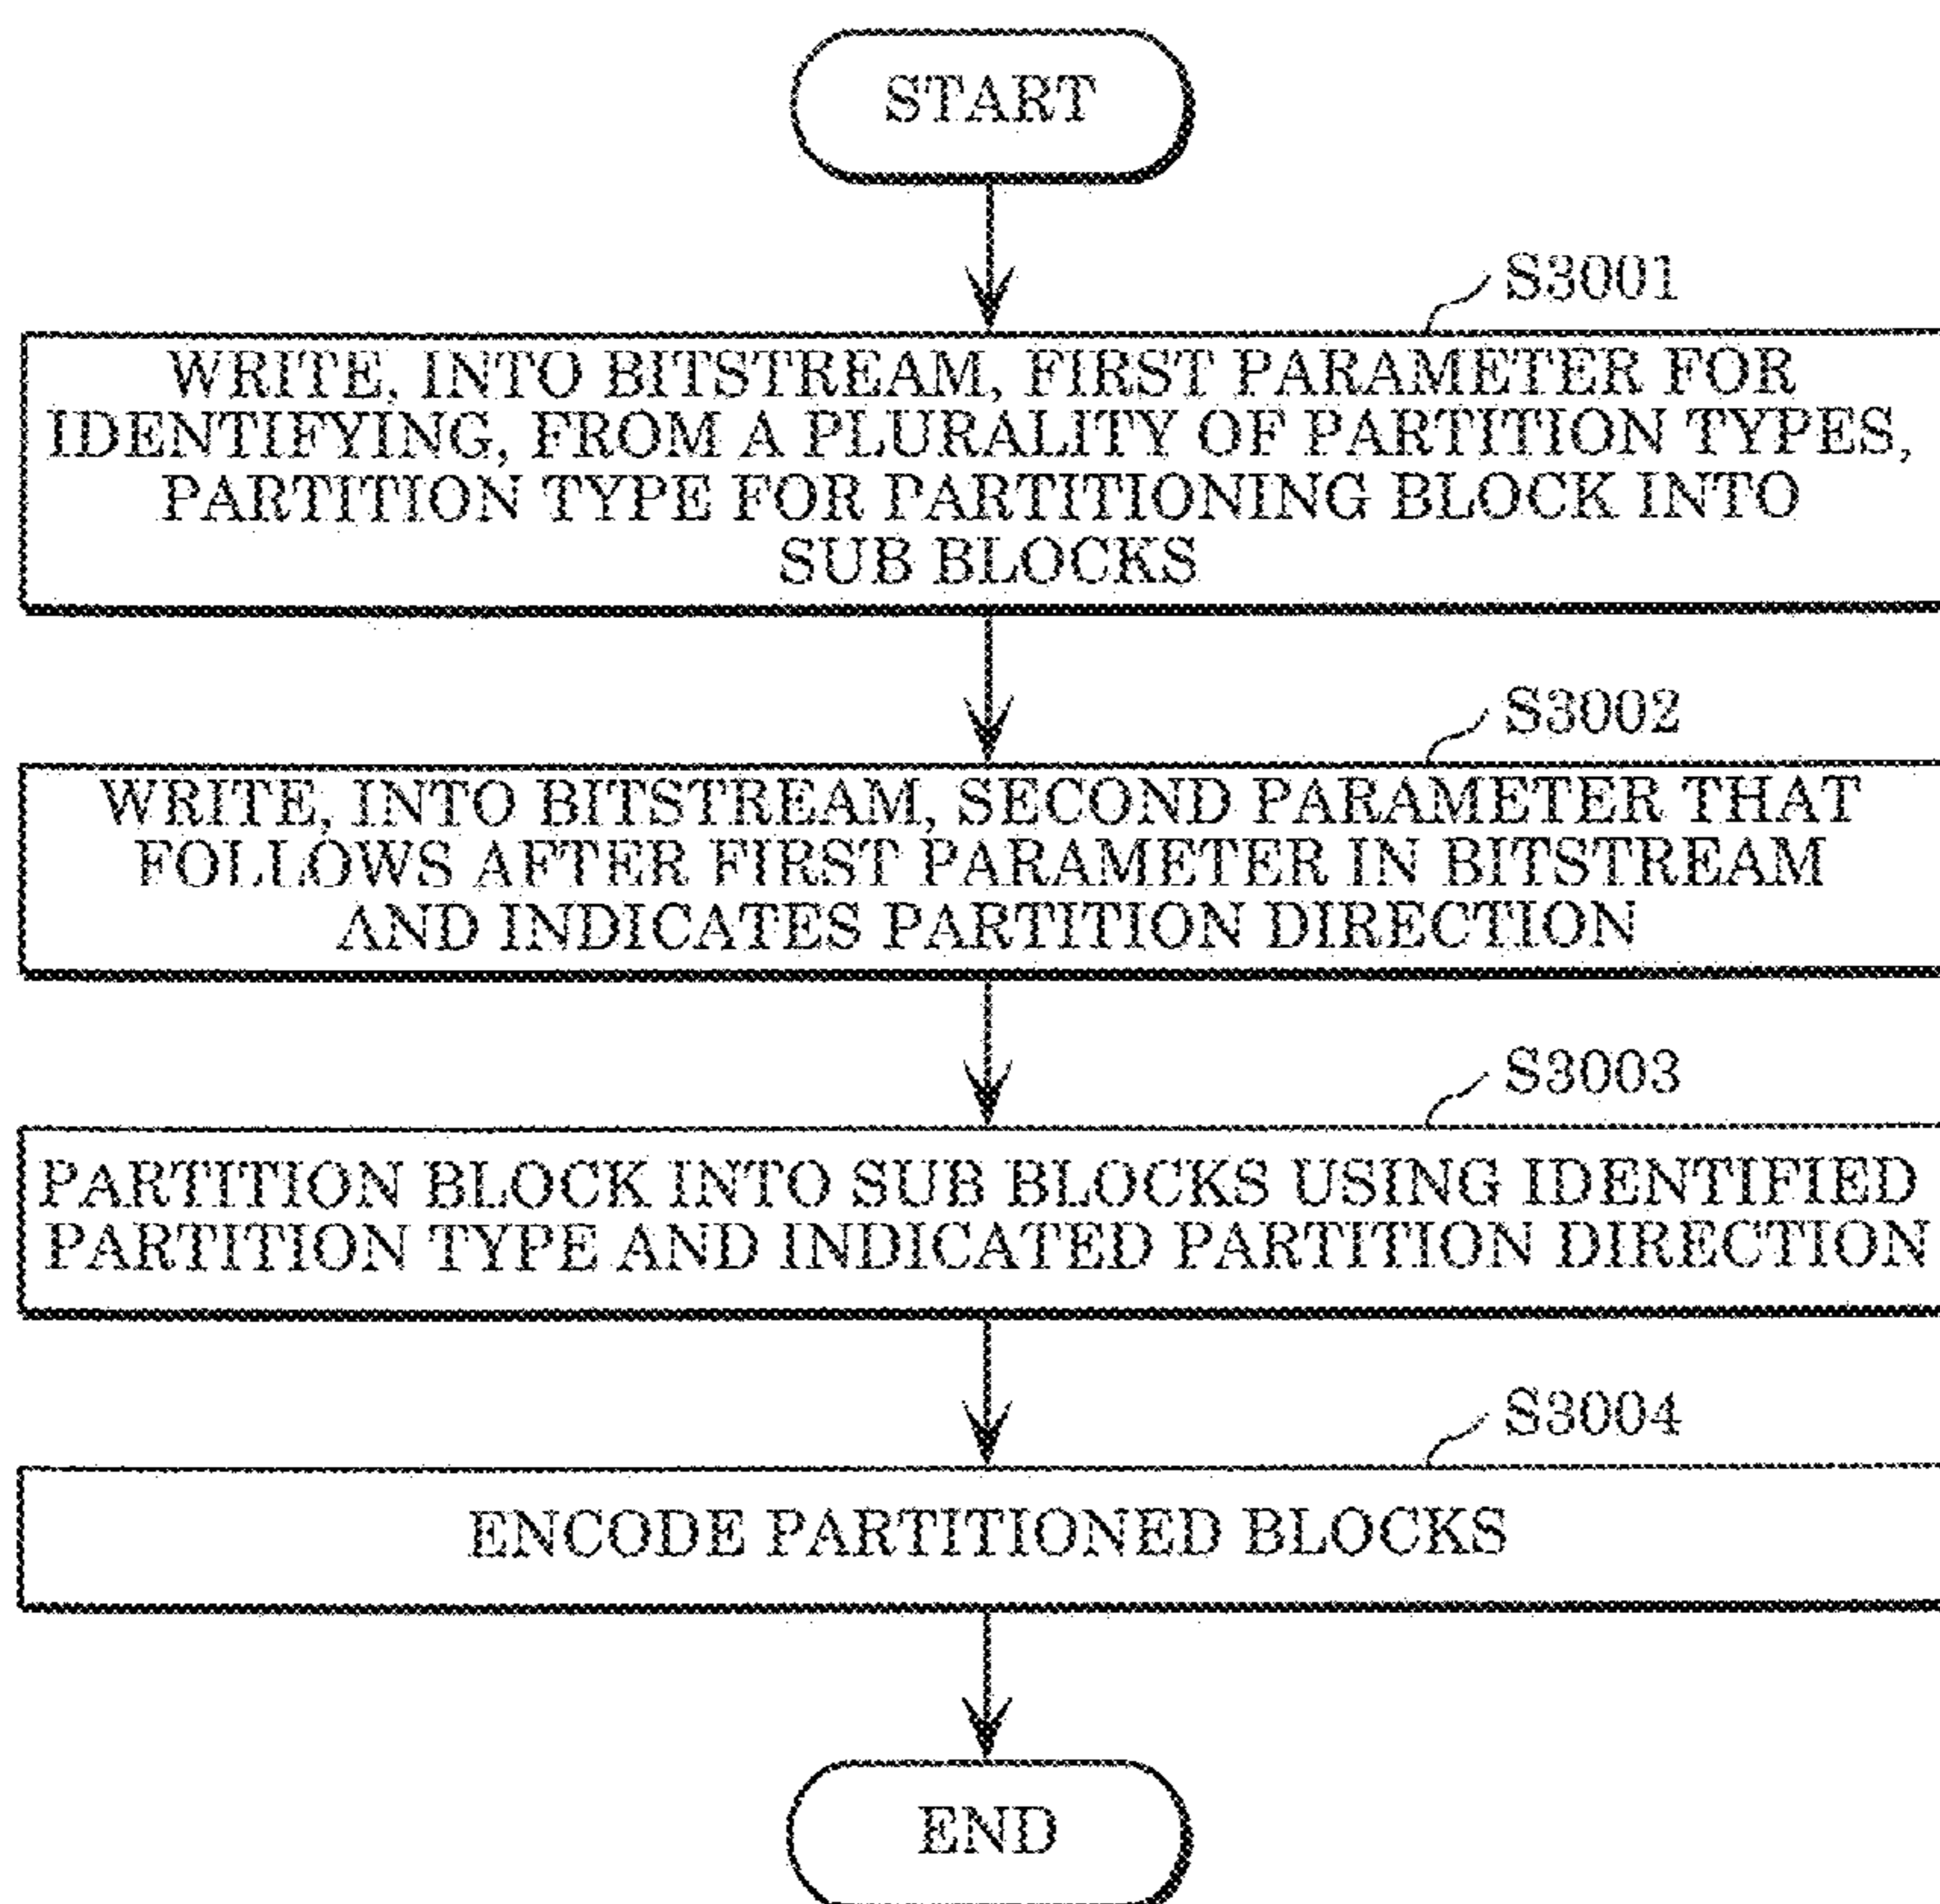 START
S3001
WRITE, INTO BITSTREAM, FIRST PARAMETER FOR
IDENTIFYING, FROM A PLURALITY OF PARTITION TYPES,
PARTITION TYPE FOR PARTITIONING BLOCK INTO
SUB BLOCKS
S3002
WRITE, INTO BITSTREAM, SECOND PARAMETER THAT
FOLLOWS AFTER FIRST PARAMETER IN BITSTREAM
AND INDICATES PARTITION DIRECTION
S3003
PARTITION BLOCK INTO SUB BLOCKS USING IDENTIFIED
PARTITION TYPE AND INDICATED PARTITION DIRECTION
S3004
ENCODE PARTITIONED BLOCKS
END